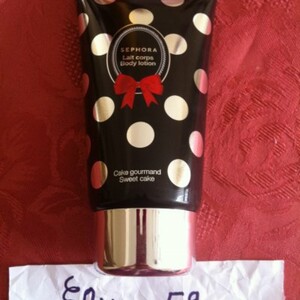 SEPHORA
Lait corps
Body lotion
Cake gourmand
Sweet cake